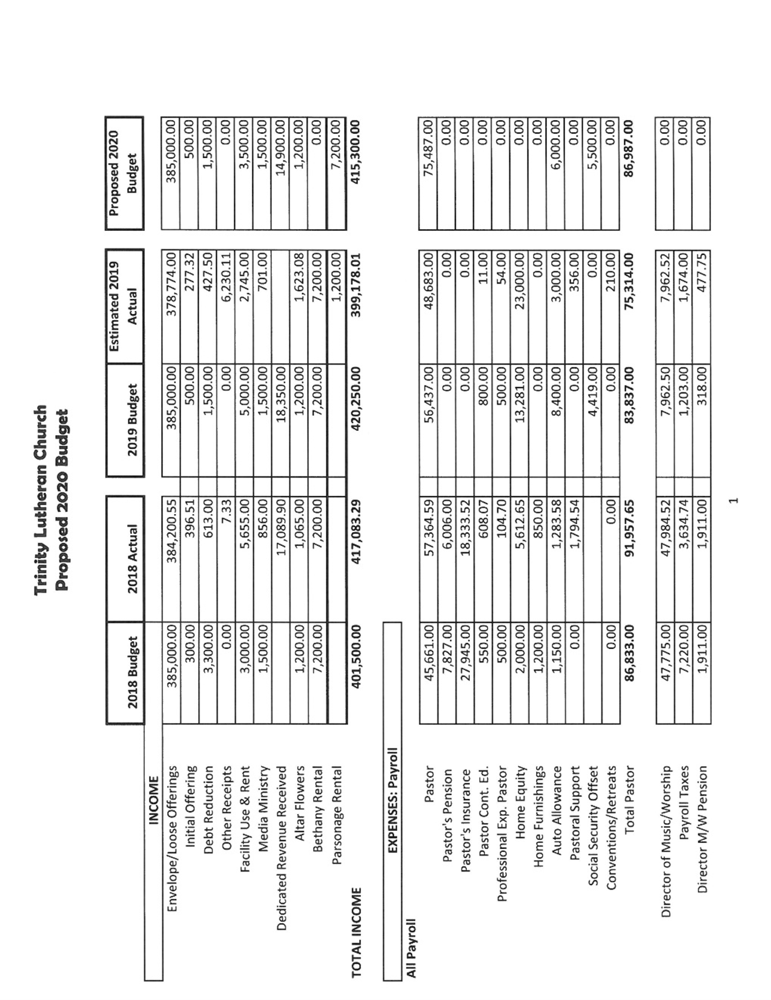 Trinity Lutheran Church
Proposed 2020 Budget
2018 Budget 2018 Actual 2019 Budget Estimated 2019 Actual Proposed 2020 Budget
INCOME
Envelope/Loose Offerings 385,000.00 384,200.55 385,000.00 378,774.00 385,000.00
Initial Offering 300.00 396.51 500.00 277.32 500.00
Debt Reduction 3,300.00 613.00 1,500.00 427.50 1,500.00
Other Receipts 0.00 7.33 0.00 6,230.11 0.00
Facility Use & Rent 3,000.00 5,655.00 5,000.00 2,745.00 3,500.00
Media Ministry 1,500.00 856.00 1,500.00 701.00 1,500.00
Dedicated Revenue Received 17,089.90 18,350.00 14,900.00
Altar Flowers 1,200.00 1,065.00 1,200.00 1,623.08 1,200.00
Bethany Rental 7,200.00 7,200.00 7,200.00 7,200.00 0.00
Parsonage Rental 1,200.00 7,200.00
TOTAL INCOME 401,500.00 417,083.29 420,250.00 399,178.01 415,300.00
EXPENSES: Payroll
All Payroll
Pastor 45,661.00 57,364.59 56,437.00 48,683.00 75,487.00
Pastor's Pension 7,827.00 6,006.00 0.00 0.00 0.00
Pastor's Insurance 27,945.00 18,333.52 0.00 0.00 0.00
Pastor Cont. Ed. 550.00 608.07 800.00 11.00 0.00
Professional Exp. Pastor 500.00 104.70 500.00 54.00 0.00
Home Equity 2,000.00 5,612.65 13,281.00 23,000.00 0.00
Home Furnishings 1,200.00 850.00 0.00 0.00 0.00
Auto Allowance 1,150.00 1,283.58 8,400.00 3,000.00 6,000.00
Pastoral Support 0.00 1,794.54 0.00 356.00 0.00
Social Security Offset 4,419.00 0.00 5,500.00
Conventions/Retreats 0.00 0.00 0.00 210.00 0.00
Total Pastor 86,833.00 91,957.65 83,837.00 75,314.00 86,987.00
Director of Music/Worship 47,775.00 47,984.52 7,962.50 7,962.52 0.00
Payroll Taxes 7,220.00 3,634.74 1,203.00 1,674.00 0.00
Director M/W Pension 1,911.00 1,911.00 318.00 477.75 0.00
1